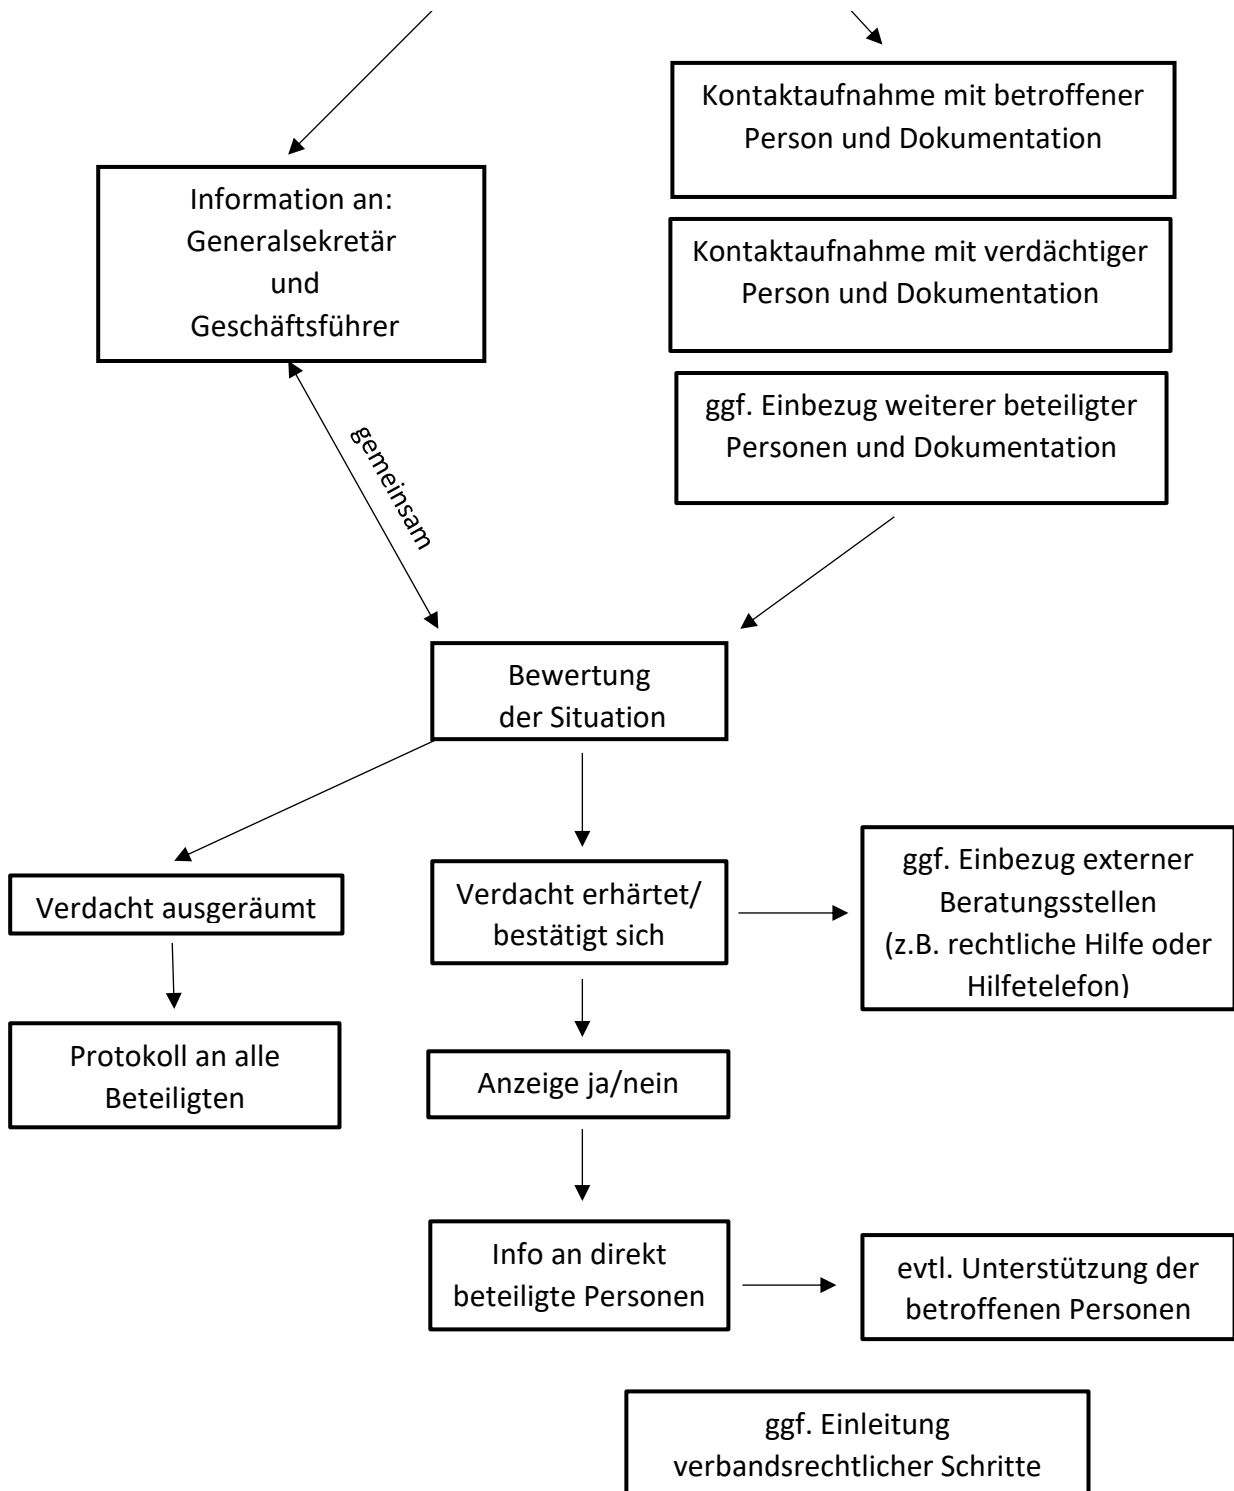 Kontaktaufnahme mit betroffener
Person und Dokumentation
Information an:
Generalsekretär
und
Geschäftsführer
Kontaktaufnahme mit verdächtiger
Person und Dokumentation
ggf. Einbezug weiterer beteiligter
Personen und Dokumentation
gemeinsam
Bewertung
der Situation
Verdacht ausgeräumt
Verdacht erhärtet/
bestätigt sich
ggf. Einbezug externer
Beratungsstellen
(z.B. rechtliche Hilfe oder
Hilfetelefon)
Protokoll an alle
Beteiligten
Anzeige ja/nein
Info an direkt
beteiligte Personen
evtl. Unterstützung der
betroffenen Personen
ggf. Einleitung
verbandsrechtlicher Schritte